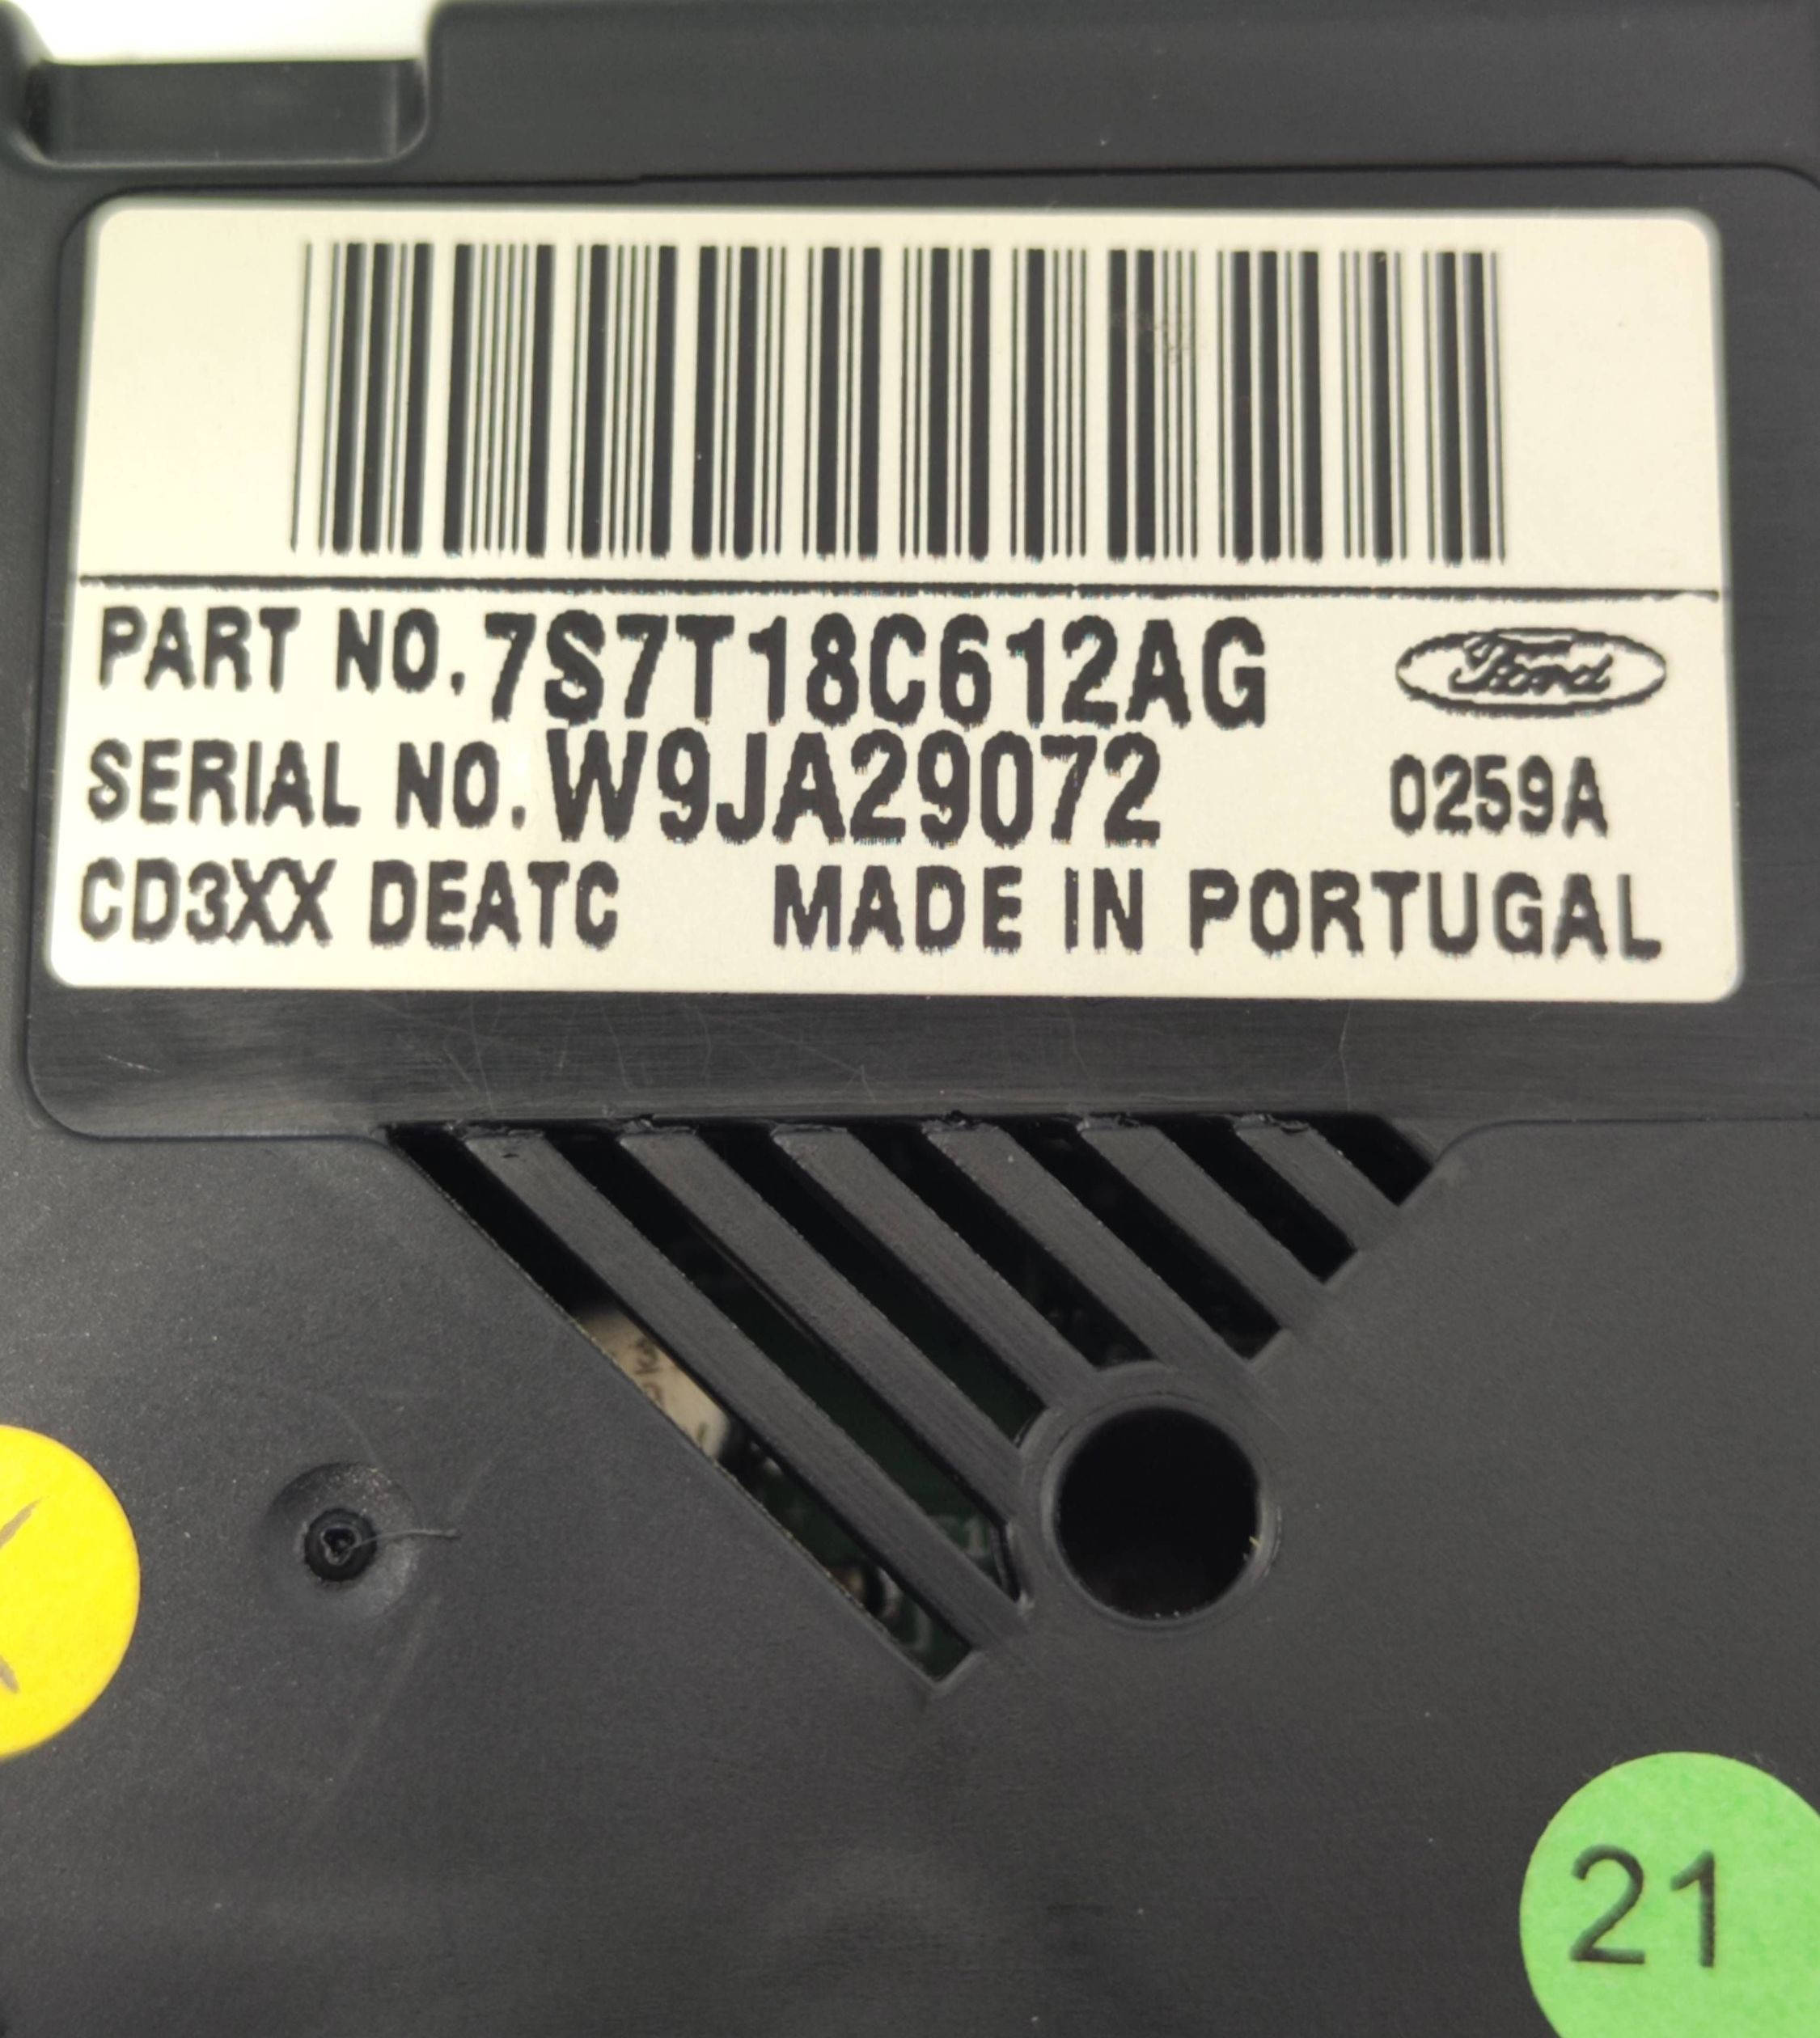 PART NO. 7S7T18C612AG Ford
SERIAL NO. W9JA29072 0259A
CD3XX DEATC MADE IN PORTUGAL
21